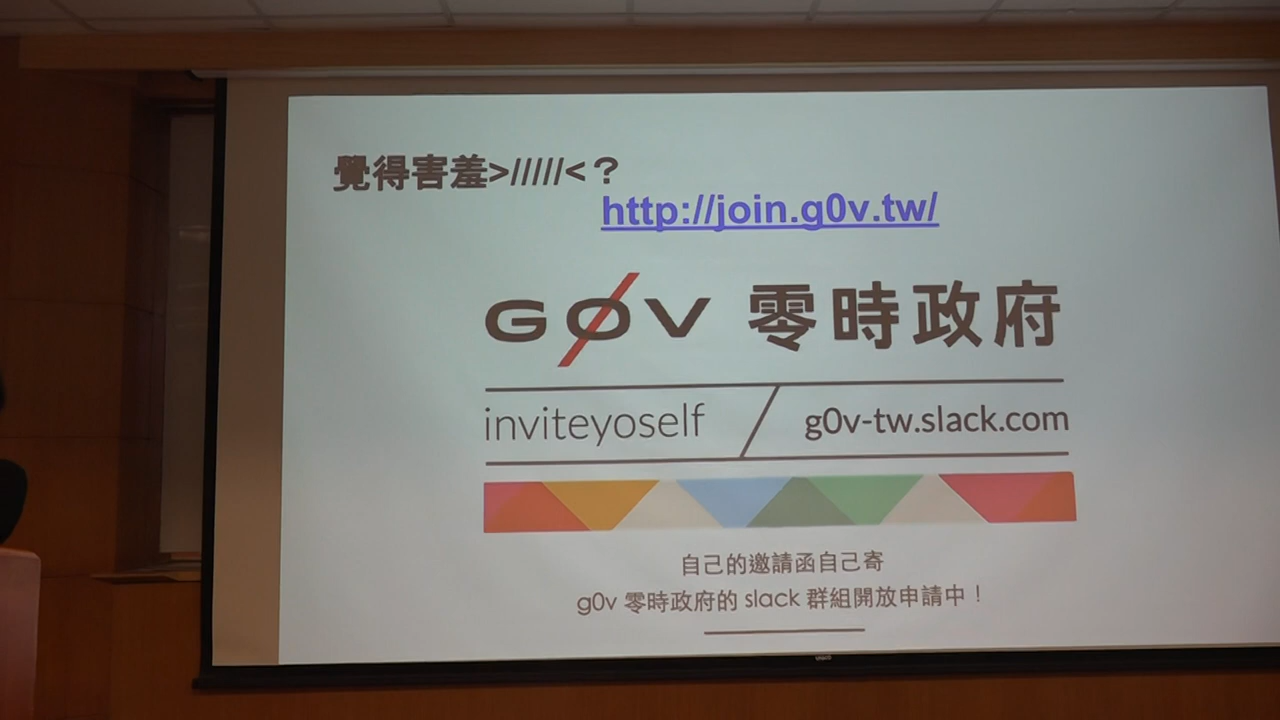 覺得害羞>/////<？
http://join.g0v.tw/
G0V 零時政府
inviteyoself / g0v-tw.slack.com
自己的邀請函自己寄
g0v 零時政府的 slack 群組開放申請中！